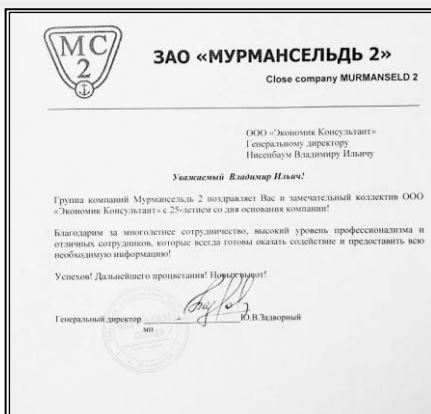 МС
2
ЗАО «МУРМАНСЕЛЬДЬ 2»
Close company MURMANSELD 2
ООО «Экономик Консультант»
Генеральному директору
Нисенбаум Владимиру Ильичу
Уважаемый Владимир Ильич!
Группа компаний Мурмансельдь 2 поздравляет Вас и замечательный коллектив ООО
«Экономик Консультант» с 25-летием со дня основания компании!
Благодарим за многолетнее сотрудничество, высокий уровень профессионализма и
отличных сотрудников, которые всегда готовы оказать содействие и предоставить всю
необходимую информацию!
Успехов! Дальнейшего процветания! Новых высот!
Генеральный директор Ю.В.Задворный
мп